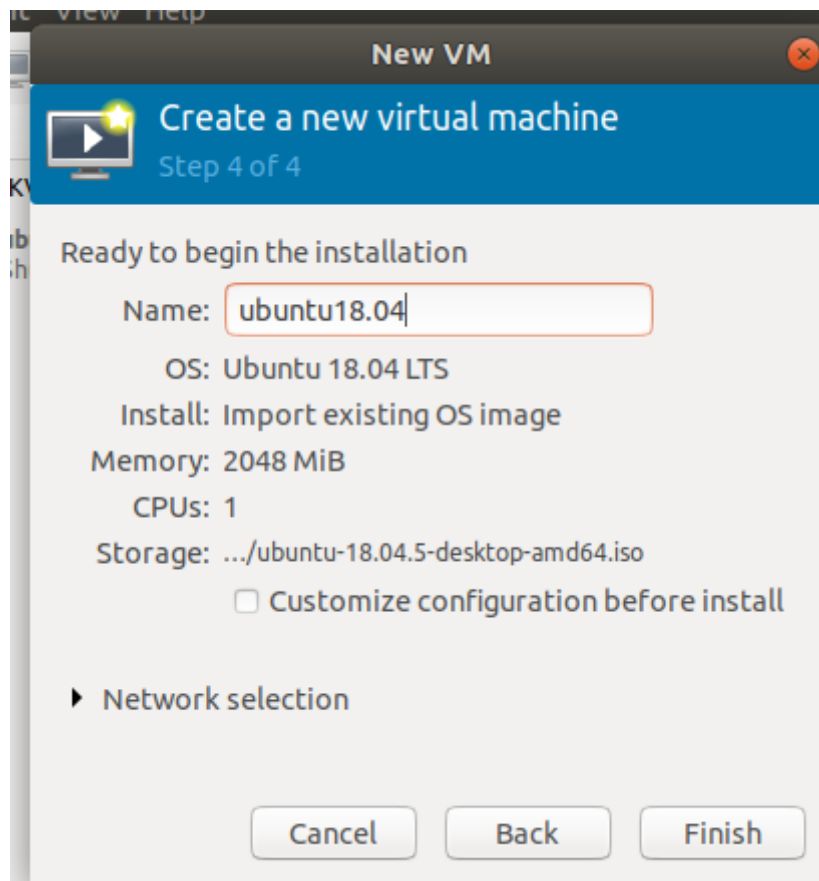 View Help
New VM
Create a new virtual machine
Step 4 of 4
Ready to begin the installation
Name: ubuntu18.04
OS: Ubuntu 18.04 LTS
Install: Import existing OS image
Memory: 2048 MiB
CPUs: 1
Storage: .../ubuntu-18.04.5-desktop-amd64.iso
Customize configuration before install
Network selection
Cancel Back Finish